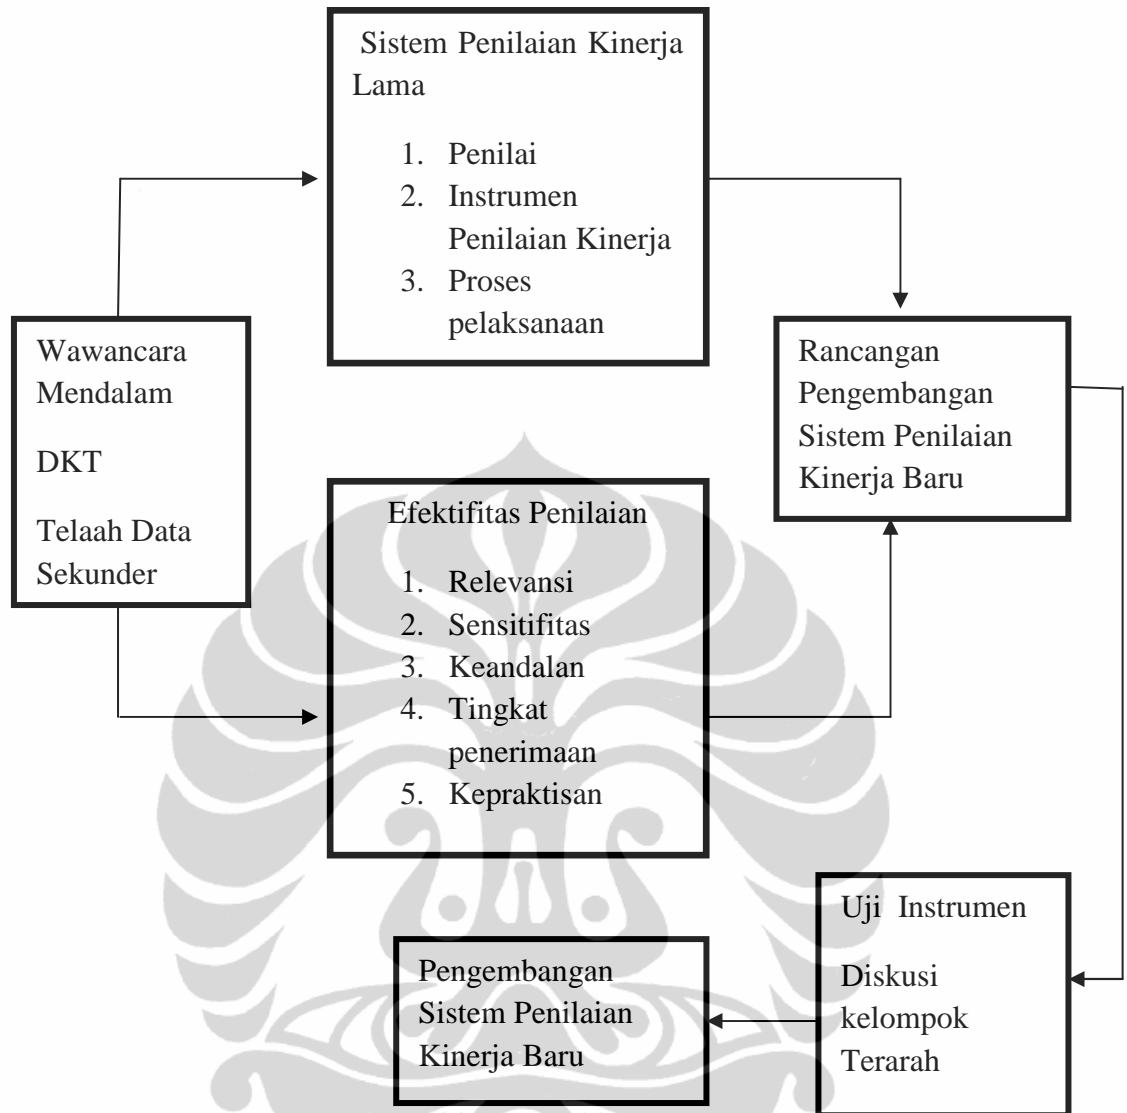 Sistem Penilaian Kinerja
Lama
1. Penilai
2. Instrumen
Penilaian Kinerja
3. Proses
pelaksanaan
Wawancara
Mendalam
DKT
Telaah Data
Sekunder
Rancangan
Pengembangan
Sistem Penilaian
Kinerja Baru
Efektifitas Penilaian
1. Relevansi
2. Sensitifitas
3. Keandalan
4. Tingkat
penerimaan
5. Kepraktisan
Uji Instrumen
Diskusi
kelompok
Terarah
Pengembangan
Sistem Penilaian
Kinerja Baru